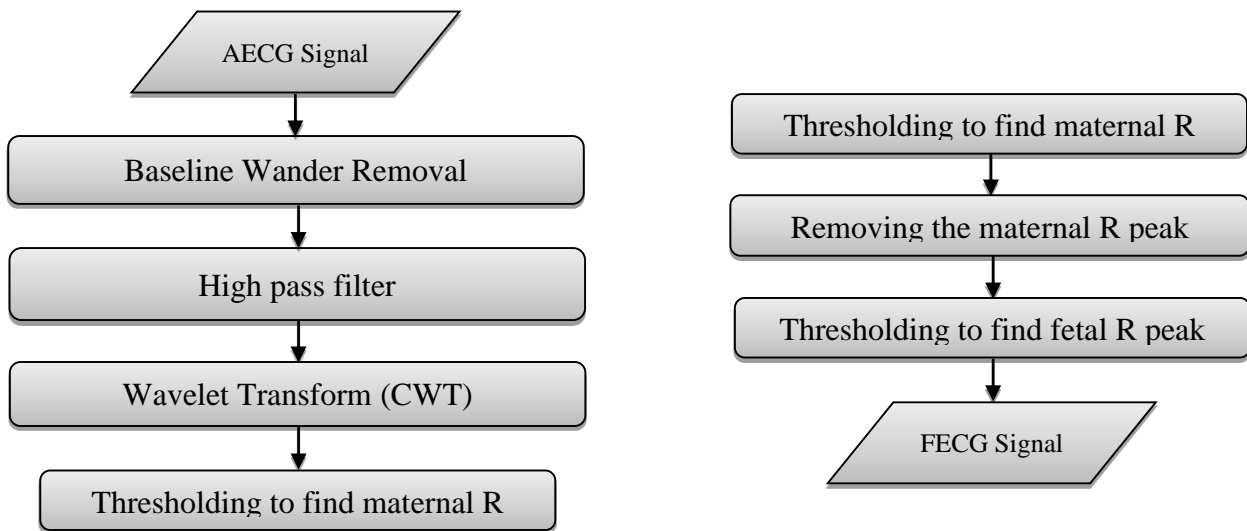 AECG Signal
Baseline Wander Removal
High pass filter
Wavelet Transform (CWT)
Thresholding to find maternal R
Thresholding to find maternal R
Removing the maternal R peak
Thresholding to find fetal R peak
FECG Signal